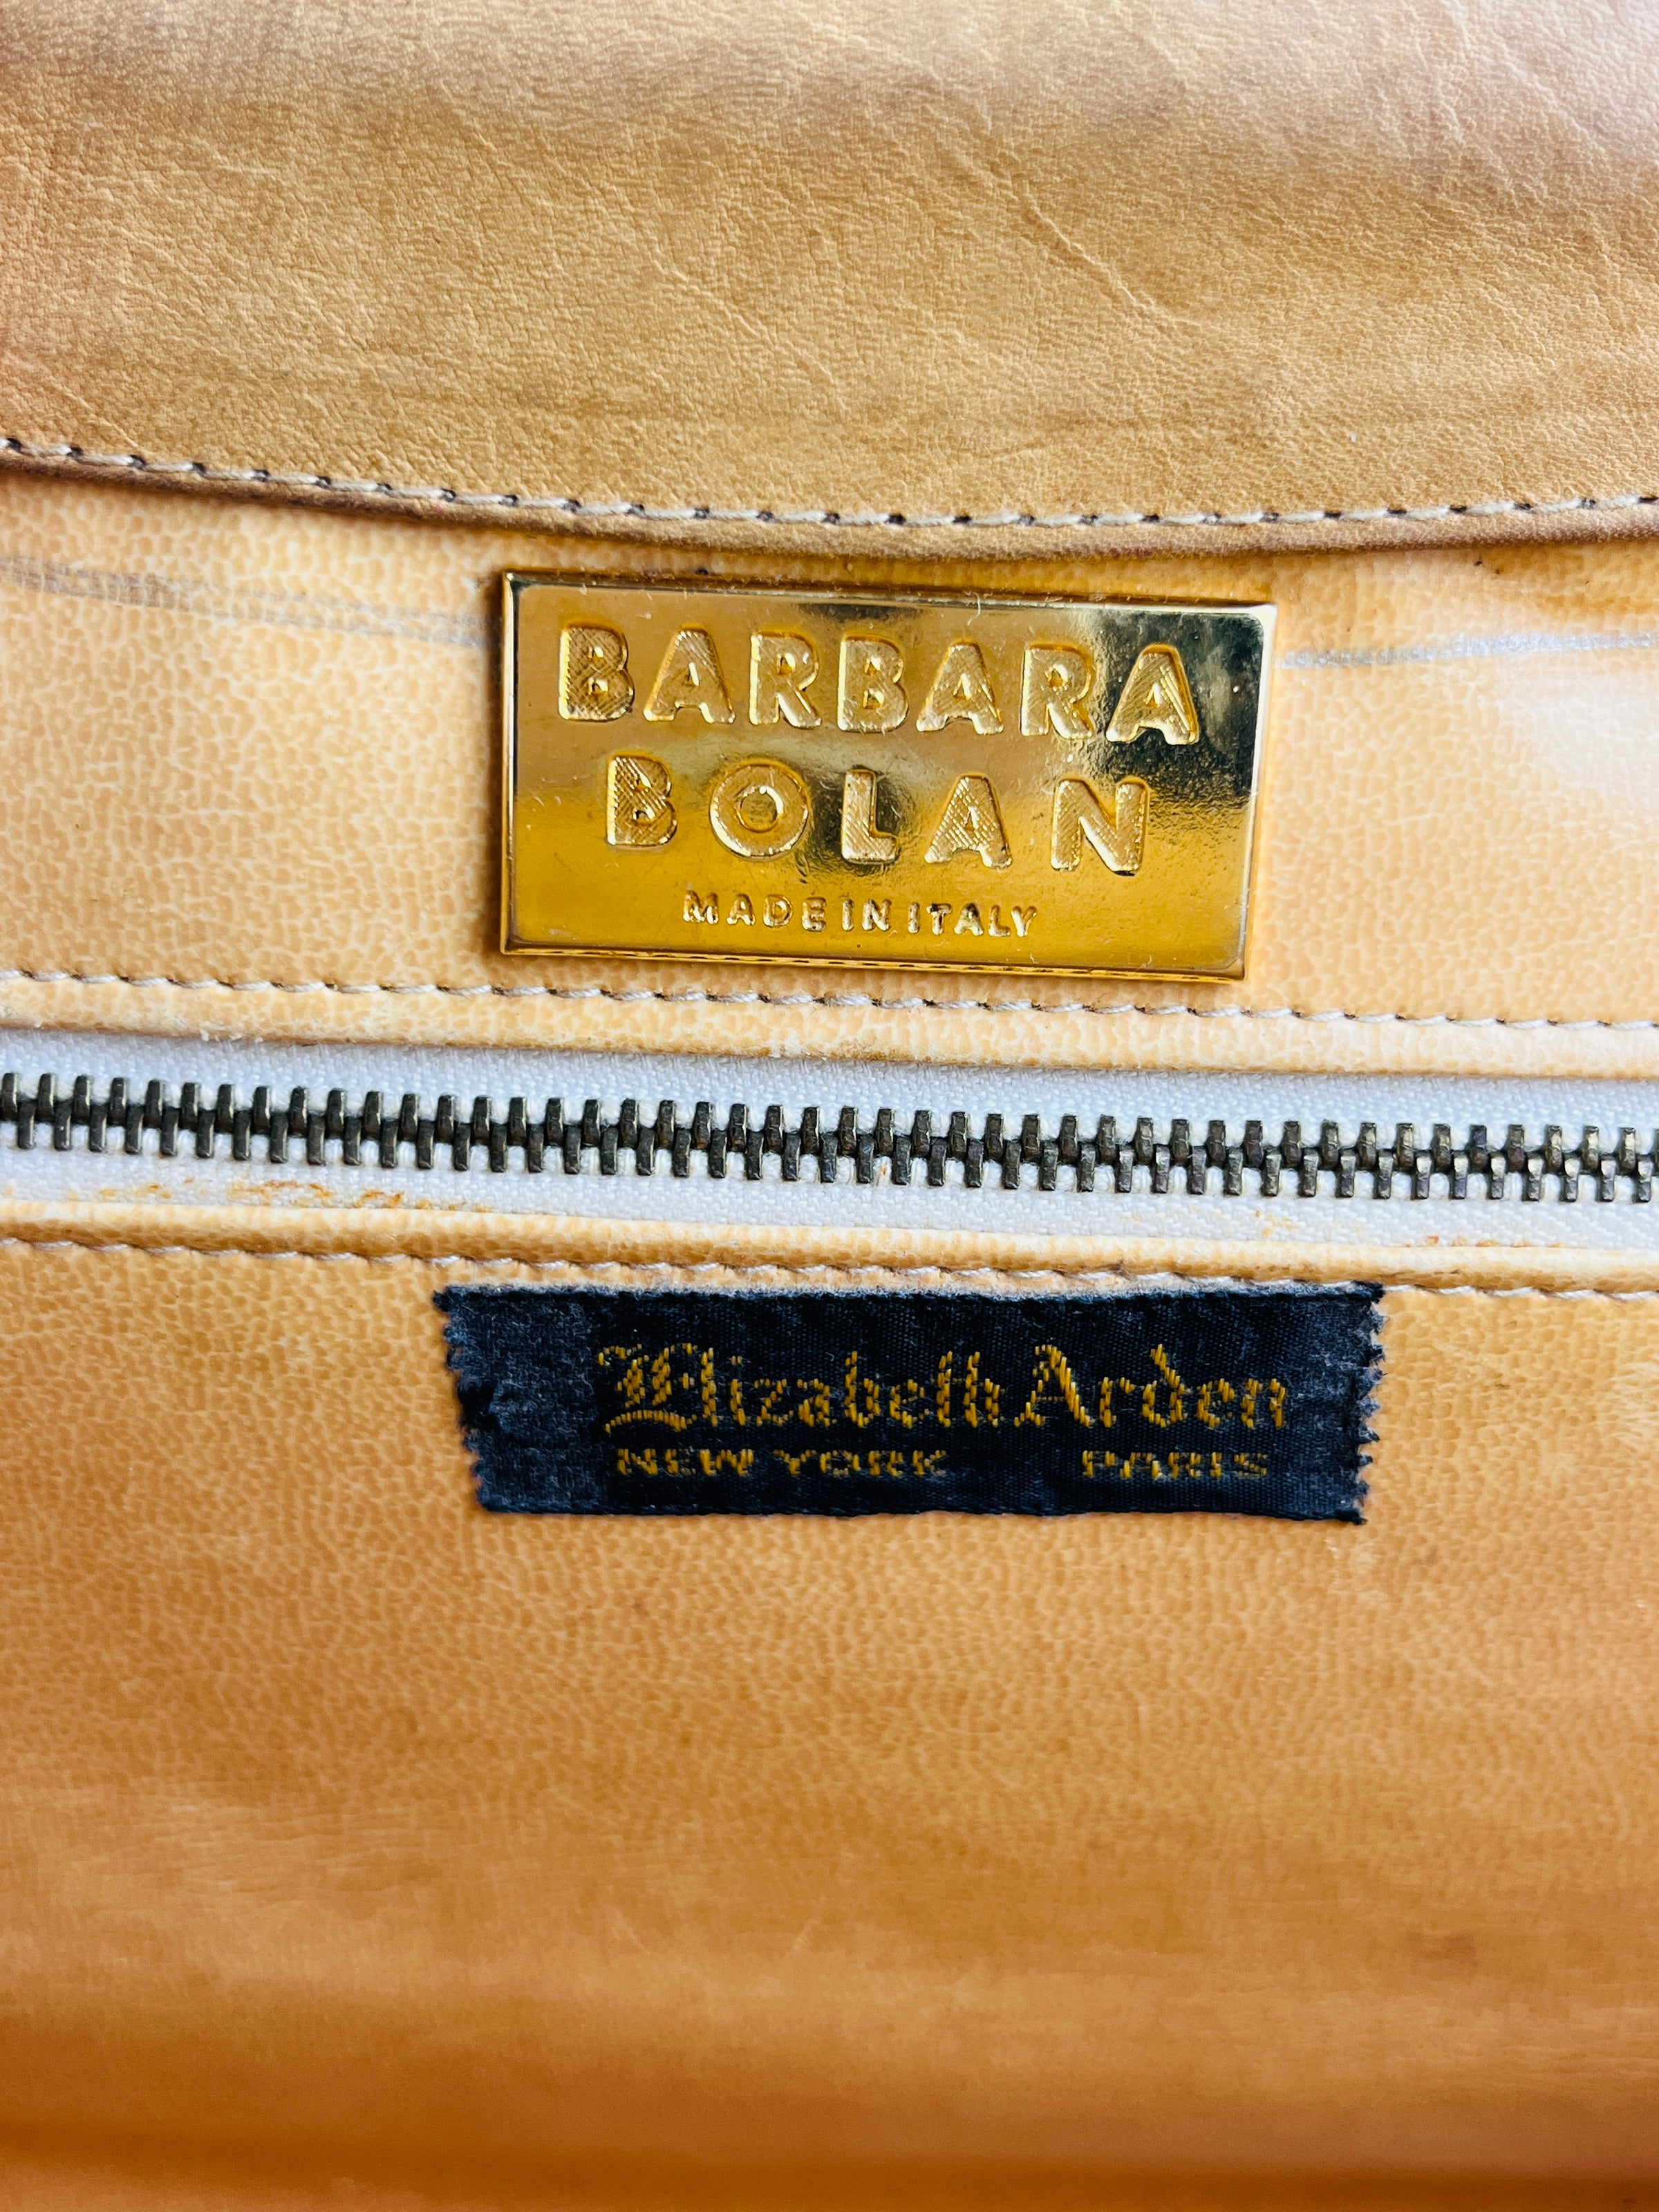 BARBARA
BOLAN
MADE IN ITALY
Elizabeth Arden
NEW YORK PARIS